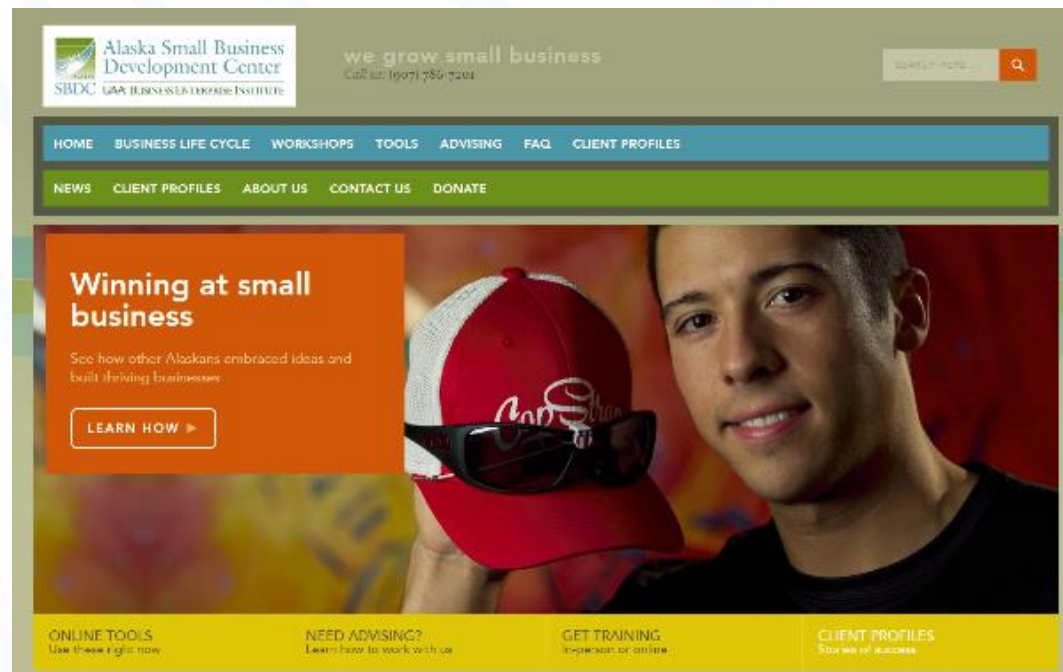 Alaska Small Business
Development Center
SBDC UAA BUSINESS ENTERPRISE INSTITUTE
we grow small business
Call us: (907) 786-7201
HOME BUSINESS LIFE CYCLE WORKSHOPS TOOLS ADVISING FAQ CLIENT PROFILES
NEWS CLIENT PROFILES ABOUT US CONTACT US DONATE
Winning at small
business
See how other Alaskans embraced ideas and
built thriving businesses
LEARN HOW
CapStrap
ONLINE TOOLS NEED ADVISING? GET TRAINING CLIENT PROFILES
Use these right now Learn how to work with us In-person or online Stories of success